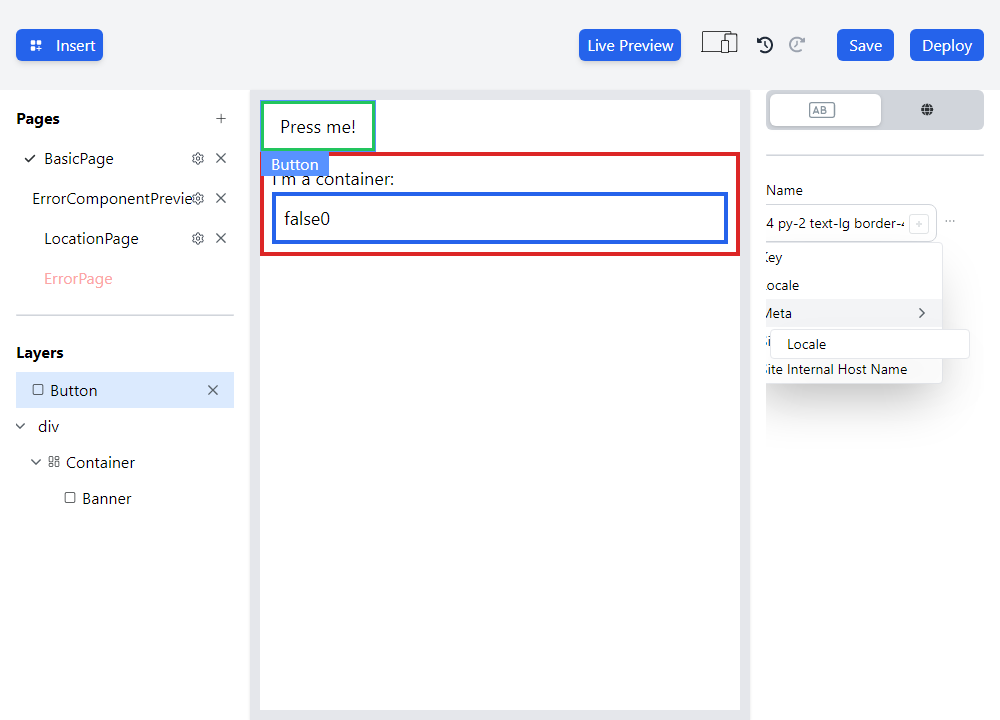 Insert
Live Preview
Save
Deploy
Pages
BasicPage
ErrorComponentPrevie
LocationPage
ErrorPage
Layers
Button
div
Container
Banner
Press me!
Button
I'm a container:
false0
AB
Name
4 py-2 text-lg border-4
Key
Locale
Meta
Locale
Site Internal Host Name